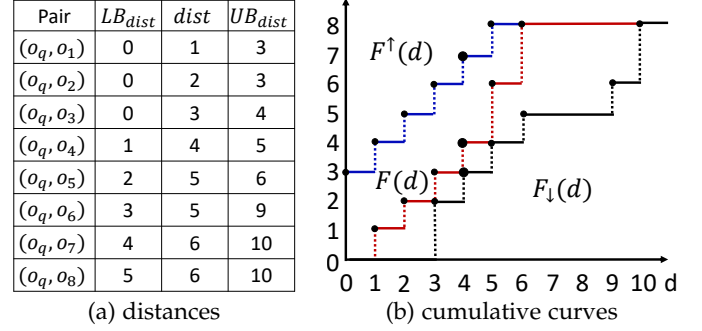 Pair LB_dist dist UB_dist
(o_q, o_1) 0 1 3
(o_q, o_2) 0 2 3
(o_q, o_3) 0 3 4
(o_q, o_4) 1 4 5
(o_q, o_5) 2 5 6
(o_q, o_6) 3 5 9
(o_q, o_7) 4 6 10
(o_q, o_8) 5 6 10
(a) distances
8
7
6
5
4
3
2
1
0
F↑(d)
F(d)
F↓(d)
0 1 2 3 4 5 6 7 8 9 10 d
(b) cumulative curves